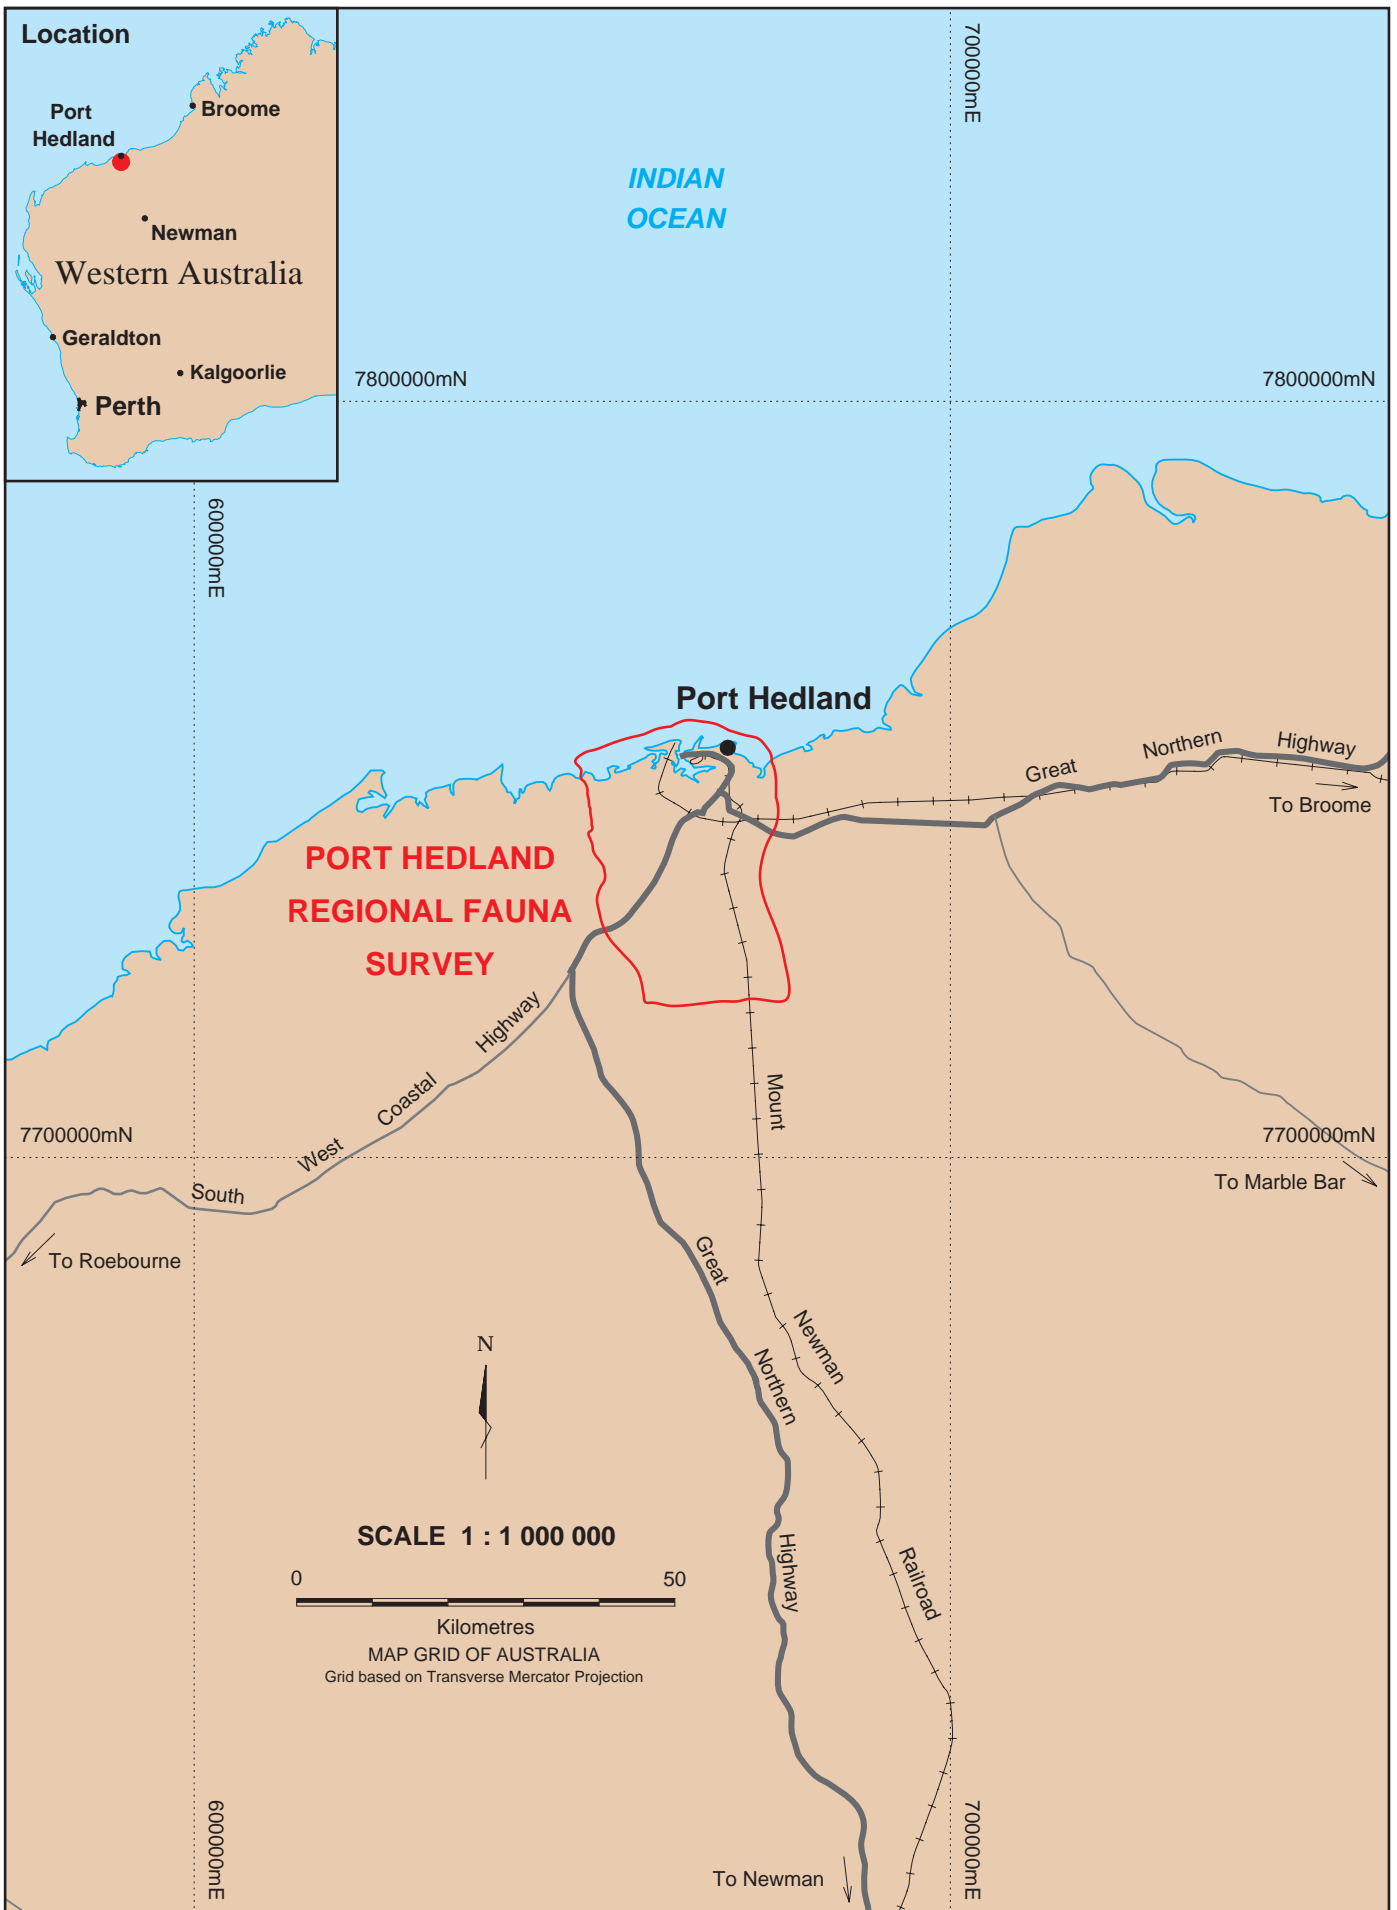 Location
Port
Hedland
Broome
Newman
Western Australia
Geraldton
Kalgoorlie
Perth
INDIAN
OCEAN
700000mE
7800000mN
7800000mN
600000mE
Port Hedland
Great
Northern
Highway
To Broome
PORT HEDLAND
REGIONAL FAUNA
SURVEY
Highway
Coastal
West
South
Mount
7700000mN
7700000mN
To Marble Bar
To Roebourne
Great
Northern
Highway
Newman
Railroad
N
SCALE 1 : 1 000 000
0
50
Kilometres
MAP GRID OF AUSTRALIA
Grid based on Transverse Mercator Projection
600000mE
700000mE
To Newman